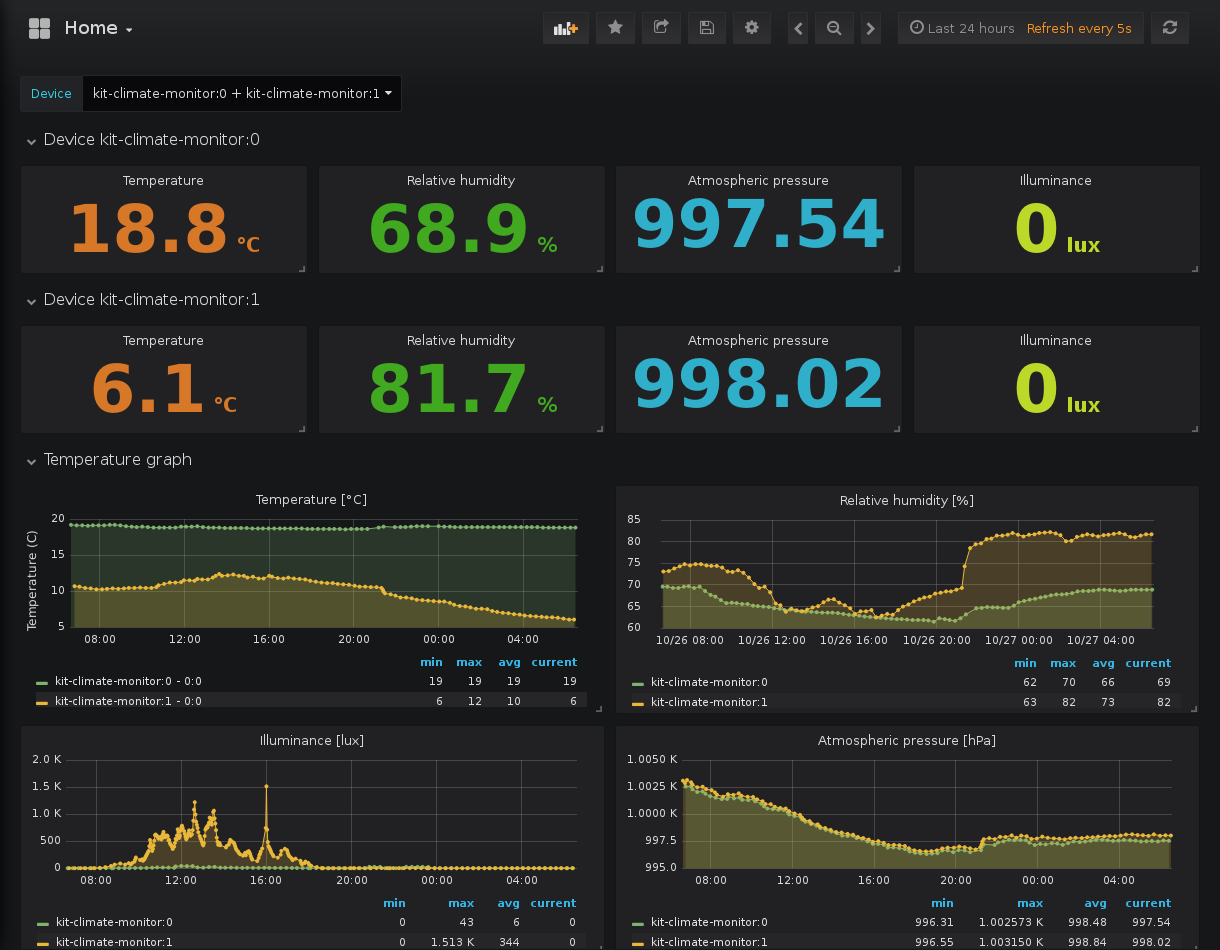 Home
Last 24 hours Refresh every 5s
Device kit-climate-monitor:0 + kit-climate-monitor:1
Device kit-climate-monitor:0
Temperature Relative humidity Atmospheric pressure Illuminance
18.8 °C 68.9 % 997.54 0 lux
Device kit-climate-monitor:1
Temperature Relative humidity Atmospheric pressure Illuminance
6.1 °C 81.7 % 998.02 0 lux
Temperature graph
Temperature [°C]
Temperature (C)
20
15
10
5
08:00 12:00 16:00 20:00 00:00 04:00
min max avg current
kit-climate-monitor:0 - 0:0 19 19 19 19
kit-climate-monitor:1 - 0:0 6 12 10 6
Relative humidity [%]
85
80
75
70
65
60
10/26 08:00 10/26 12:00 10/26 16:00 10/26 20:00 10/27 00:00 10/27 04:00
min max avg current
kit-climate-monitor:0 62 70 66 69
kit-climate-monitor:1 63 82 73 82
Illuminance [lux]
2.0 K
1.5 K
1.0 K
500
0
08:00 12:00 16:00 20:00 00:00 04:00
min max avg current
kit-climate-monitor:0 0 43 6 0
kit-climate-monitor:1 0 1.513 K 344 0
Atmospheric pressure [hPa]
1.0050 K
1.0025 K
1.0000 K
997.5
995.0
08:00 12:00 16:00 20:00 00:00 04:00
min max avg current
kit-climate-monitor:0 996.31 1.002573 K 998.48 997.54
kit-climate-monitor:1 996.55 1.003150 K 998.84 998.02